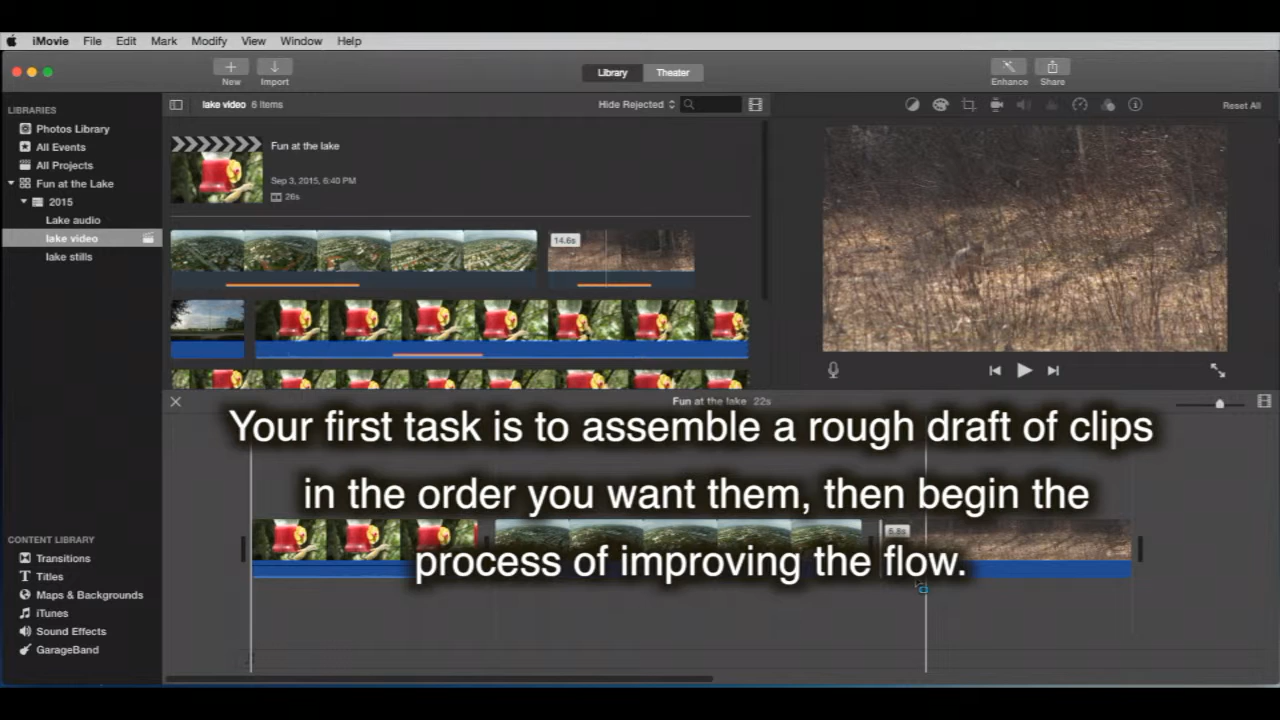 iMovie File Edit Mark Modify View Window Help
New Import Library Theater Enhance Share
LIBRARIES
Photos Library
All Events
All Projects
Fun at the Lake
2015
Lake audio
lake video
lake stills
lake video 6 Items Hide Rejected Reset All
Fun at the lake
Sep 3, 2015, 6:40 PM
26s
14.6s
Fun at the lake 22s
Your first task is to assemble a rough draft of clips
in the order you want them, then begin the
process of improving the flow.
6.8s
CONTENT LIBRARY
Transitions
Titles
Maps & Backgrounds
iTunes
Sound Effects
GarageBand